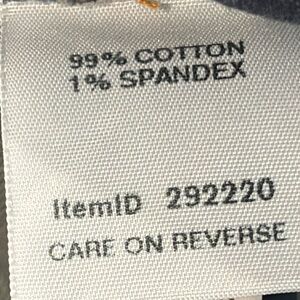 99% COTTON
1% SPANDEX
ItemID 292220
CARE ON REVERSE